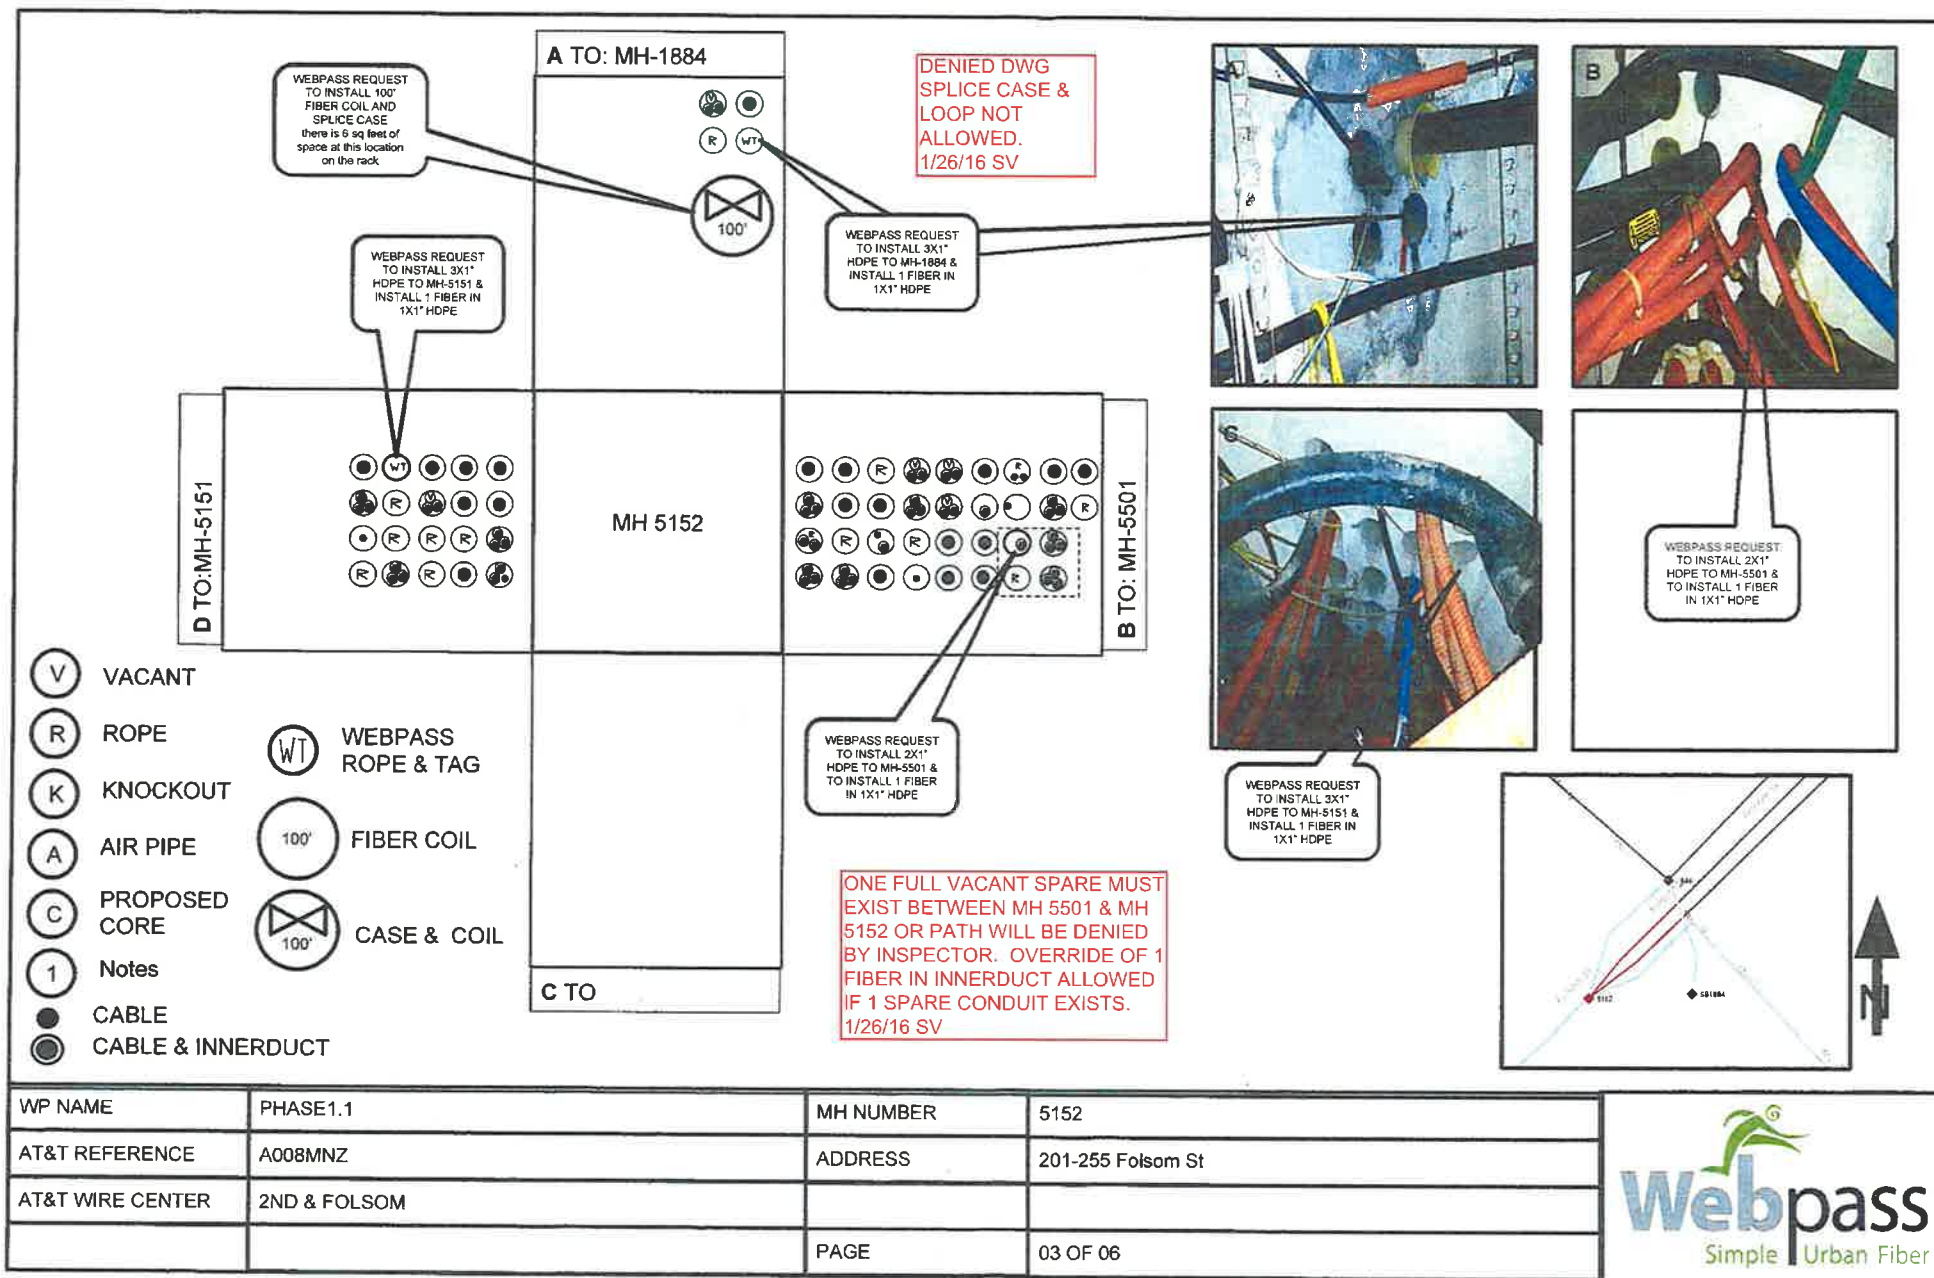 A TO: MH-1884
WEBPASS REQUEST
TO INSTALL 100'
FIBER COIL AND
SPLICE CASE
there is 6 sq feet of
space at this location
on the rack
DENIED DWG
SPLICE CASE &
LOOP NOT
ALLOWED.
1/26/16 SV
V
R
WT
100'
WEBPASS REQUEST
TO INSTALL 3X1"
HDPE TO MH-1884 &
INSTALL 1 FIBER IN
1X1" HDPE
WEBPASS REQUEST
TO INSTALL 3X1"
HDPE TO MH-5151 &
INSTALL 1 FIBER IN
1X1" HDPE
A
B
C
D TO:MH-5151
WT
R V
R R R
R R
MH 5152
R V V R
V R
R R R
R
B TO: MH-5501
WEBPASS REQUEST
TO INSTALL 2X1"
HDPE TO MH-5501 &
TO INSTALL 1 FIBER
IN 1X1" HDPE
WEBPASS REQUEST
TO INSTALL 2X1"
HDPE TO MH-5501 &
TO INSTALL 1 FIBER
IN 1X1" HDPE
WEBPASS REQUEST
TO INSTALL 3X1"
HDPE TO MH-5151 &
INSTALL 1 FIBER IN
1X1" HDPE
V VACANT
R ROPE
K KNOCKOUT
A AIR PIPE
C PROPOSED
CORE
1 Notes
CABLE
CABLE & INNERDUCT
WT WEBPASS
ROPE & TAG
100' FIBER COIL
100' CASE & COIL
C TO
ONE FULL VACANT SPARE MUST
EXIST BETWEEN MH 5501 & MH
5152 OR PATH WILL BE DENIED
BY INSPECTOR. OVERRIDE OF 1
FIBER IN INNERDUCT ALLOWED
IF 1 SPARE CONDUIT EXISTS.
1/26/16 SV
5152
SB1884
N
WP NAME PHASE1.1 MH NUMBER 5152
AT&T REFERENCE A008MNZ ADDRESS 201-255 Folsom St
AT&T WIRE CENTER 2ND & FOLSOM
PAGE 03 OF 06
Webpass
Simple Urban Fiber